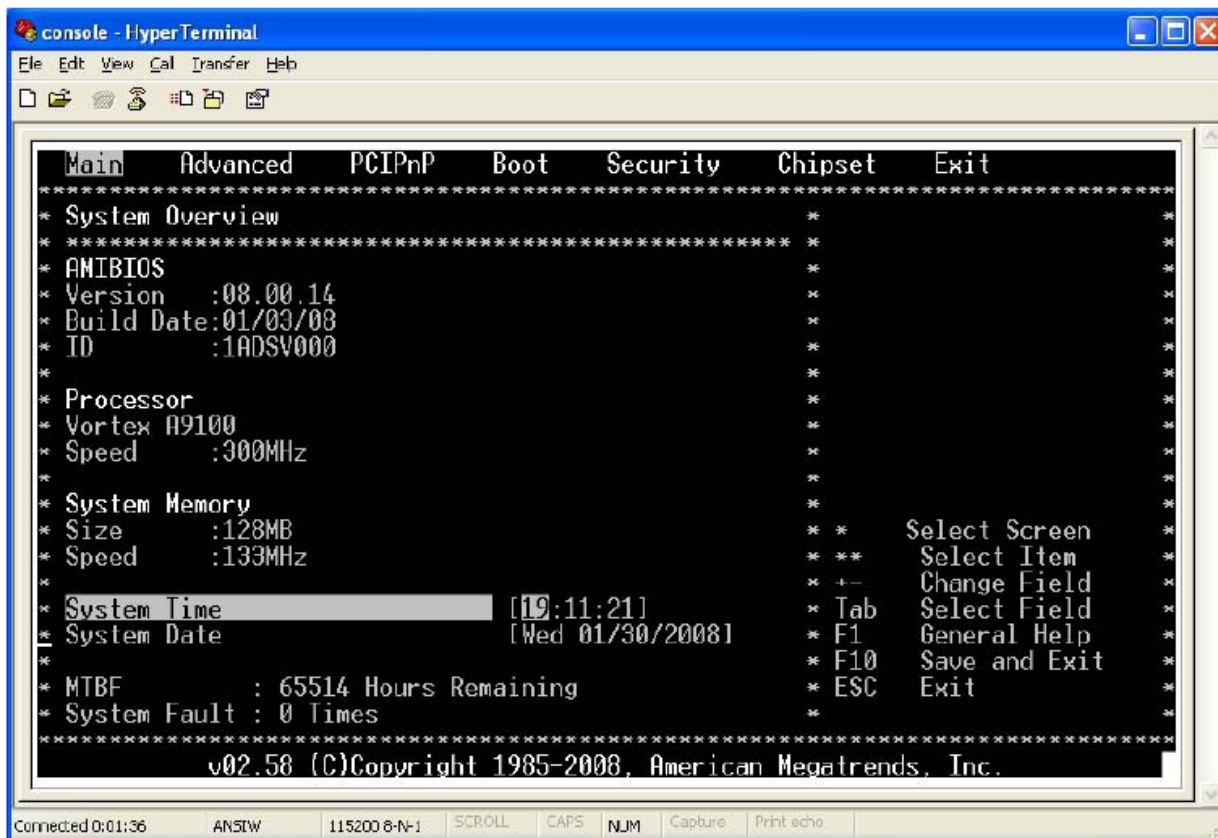 console - HyperTerminal
File Edit View Call Transfer Help
Main Advanced PCIPnP Boot Security Chipset Exit
*******************************************************************************
* System Overview * *
* *************************************************** * *
* AMIBIOS * *
* Version :08.00.14 * *
* Build Date:01/03/08 * *
* ID :1ADSV000 * *
* * *
* Processor * *
* Vortex A9100 * *
* Speed :300MHz * *
* * *
* System Memory * *
* Size :128MB * * Select Screen *
* Speed :133MHz * ** Select Item *
* * +- Change Field *
* System Time [19:11:21] * Tab Select Field *
* System Date [Wed 01/30/2008] * F1 General Help *
* * F10 Save and Exit *
* MTBF : 65514 Hours Remaining * ESC Exit *
* System Fault : 0 Times * *
*******************************************************************************
v02.58 (C)Copyright 1985-2008, American Megatrends, Inc.
Connected 0:01:36 ANSIW 115200 8-N-1 SCROLL CAPS NUM Capture Print echo